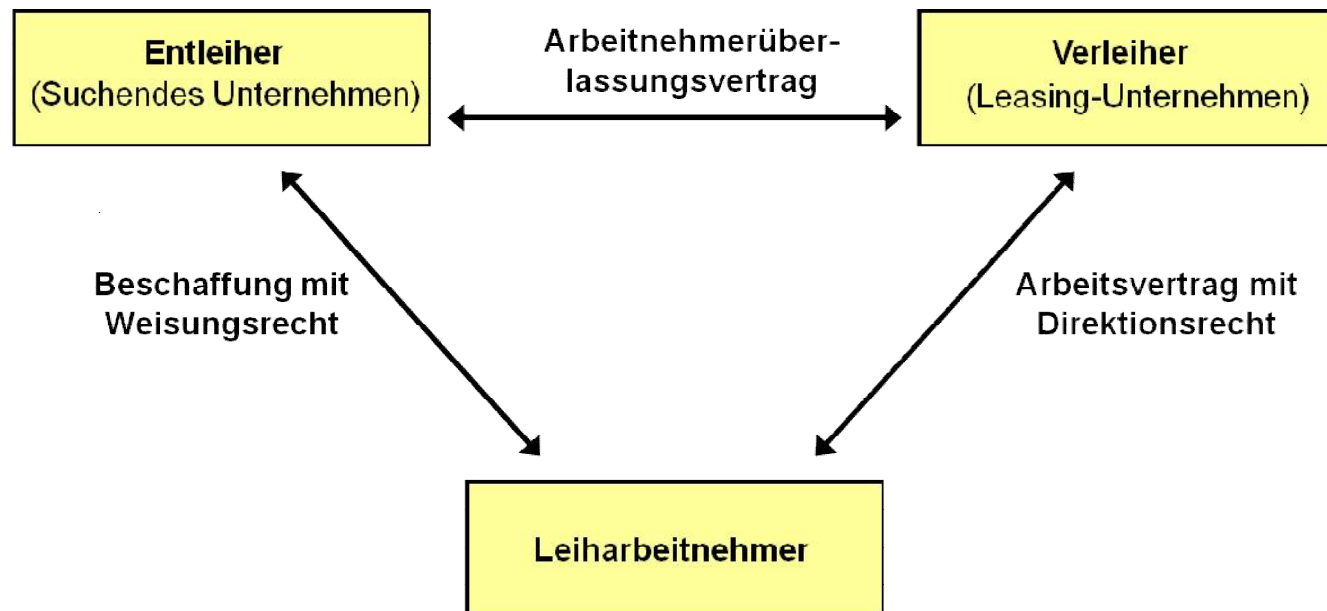 Entleiher
(Suchendes Unternehmen)
Arbeitnehmerüber-
lassungsvertrag
Verleiher
(Leasing-Unternehmen)
Beschaffung mit
Weisungsrecht
Arbeitsvertrag mit
Direktionsrecht
Leiharbeitnehmer